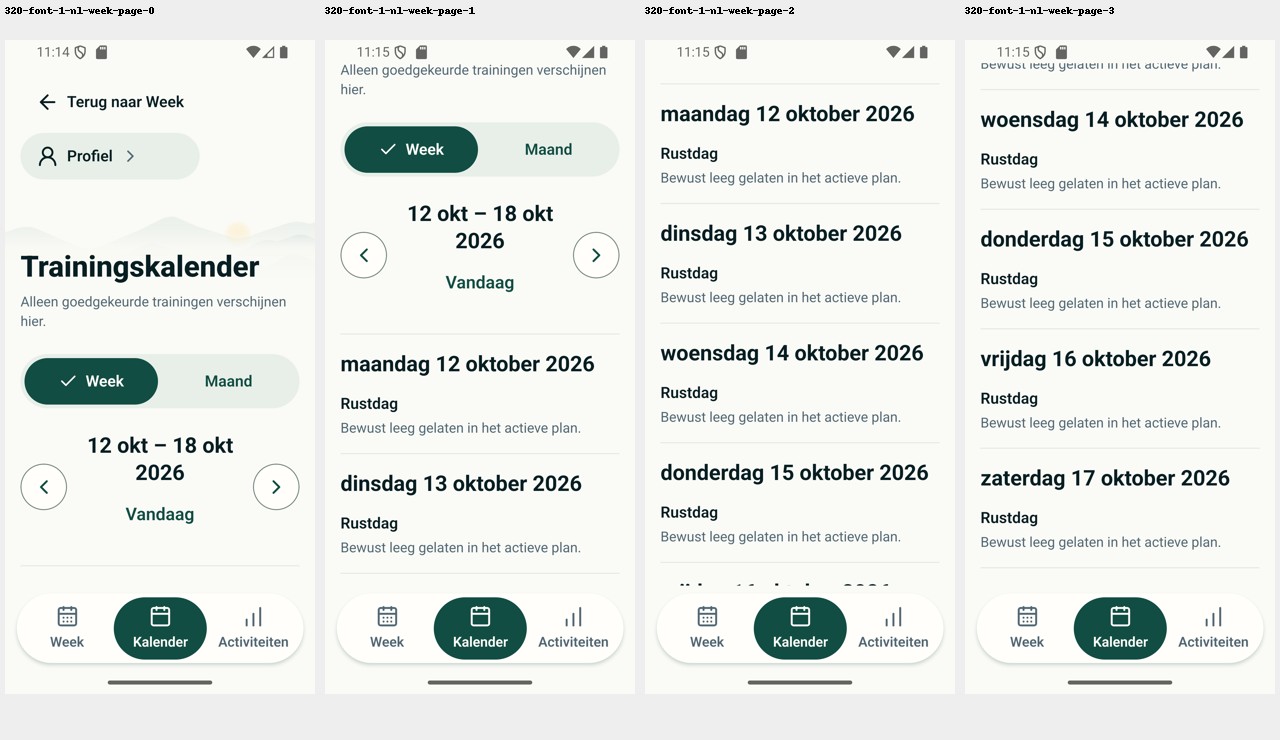 320-font-1-nl-week-page-0
11:14
Terug naar Week
Profiel
Trainingskalender
Alleen goedgekeurde trainingen verschijnen
hier.
Week
Maand
12 okt – 18 okt
2026
Vandaag
Week
Kalender
Activiteiten
320-font-1-nl-week-page-1
11:15
Alleen goedgekeurde trainingen verschijnen
hier.
Week
Maand
12 okt – 18 okt
2026
Vandaag
maandag 12 oktober 2026
Rustdag
Bewust leeg gelaten in het actieve plan.
dinsdag 13 oktober 2026
Rustdag
Bewust leeg gelaten in het actieve plan.
Week
Kalender
Activiteiten
320-font-1-nl-week-page-2
11:15
maandag 12 oktober 2026
Rustdag
Bewust leeg gelaten in het actieve plan.
dinsdag 13 oktober 2026
Rustdag
Bewust leeg gelaten in het actieve plan.
woensdag 14 oktober 2026
Rustdag
Bewust leeg gelaten in het actieve plan.
donderdag 15 oktober 2026
Rustdag
Bewust leeg gelaten in het actieve plan.
Week
Kalender
Activiteiten
320-font-1-nl-week-page-3
11:15
Bewust leeg gelaten in het actieve plan.
woensdag 14 oktober 2026
Rustdag
Bewust leeg gelaten in het actieve plan.
donderdag 15 oktober 2026
Rustdag
Bewust leeg gelaten in het actieve plan.
vrijdag 16 oktober 2026
Rustdag
Bewust leeg gelaten in het actieve plan.
zaterdag 17 oktober 2026
Rustdag
Bewust leeg gelaten in het actieve plan.
Week
Kalender
Activiteiten